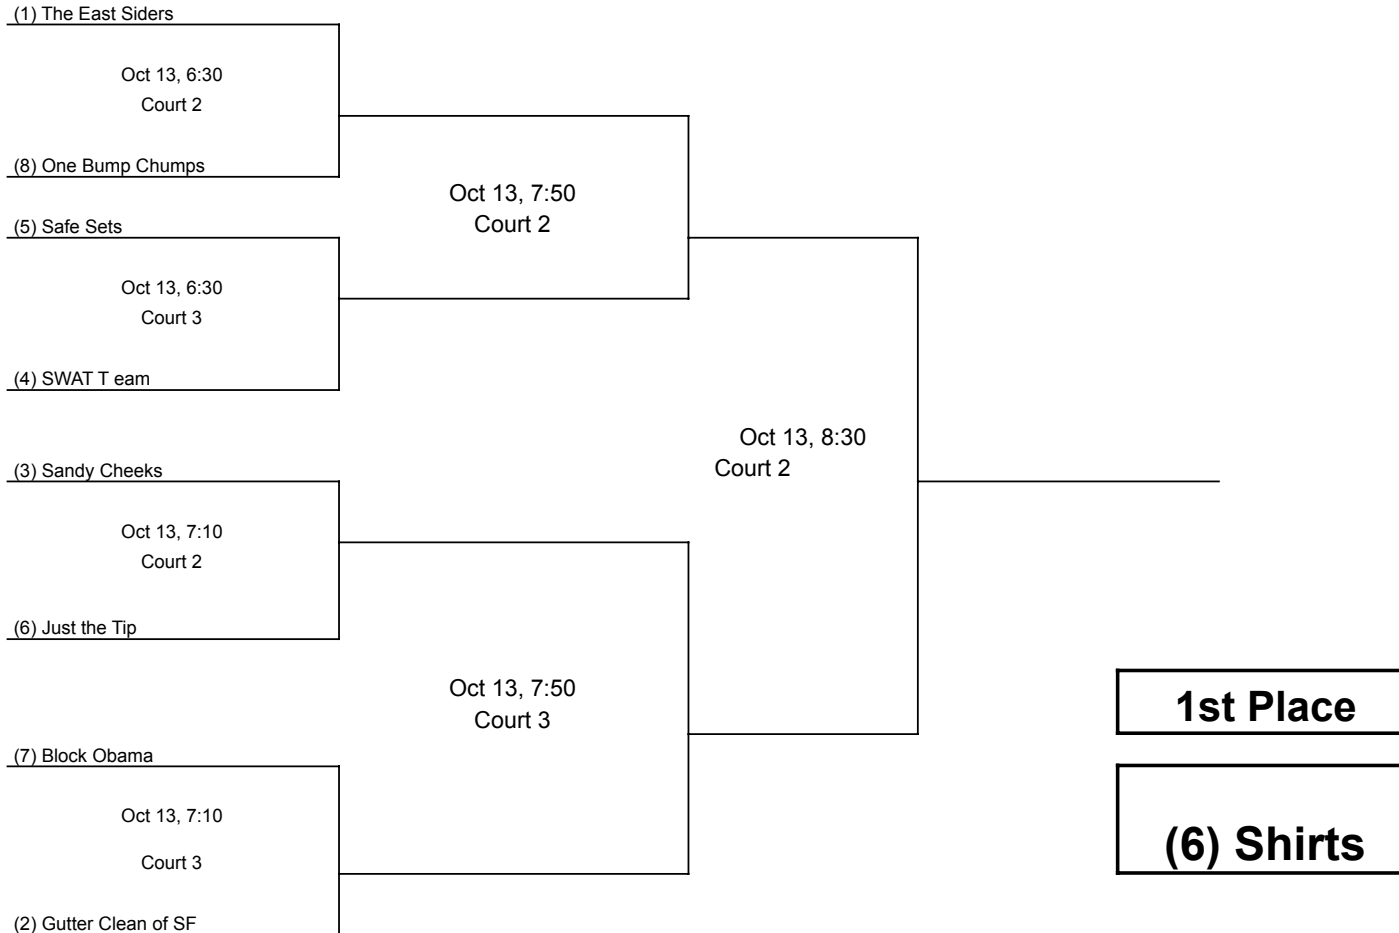 (1) The East Siders
Oct 13, 6:30
Court 2
(8) One Bump Chumps
Oct 13, 7:50
Court 2
(5) Safe Sets
Oct 13, 6:30
Court 3
(4) SWAT T eam
Oct 13, 8:30
Court 2
(3) Sandy Cheeks
Oct 13, 7:10
Court 2
(6) Just the Tip
Oct 13, 7:50
Court 3
1st Place
(7) Block Obama
Oct 13, 7:10
Court 3
(6) Shirts
(2) Gutter Clean of SF